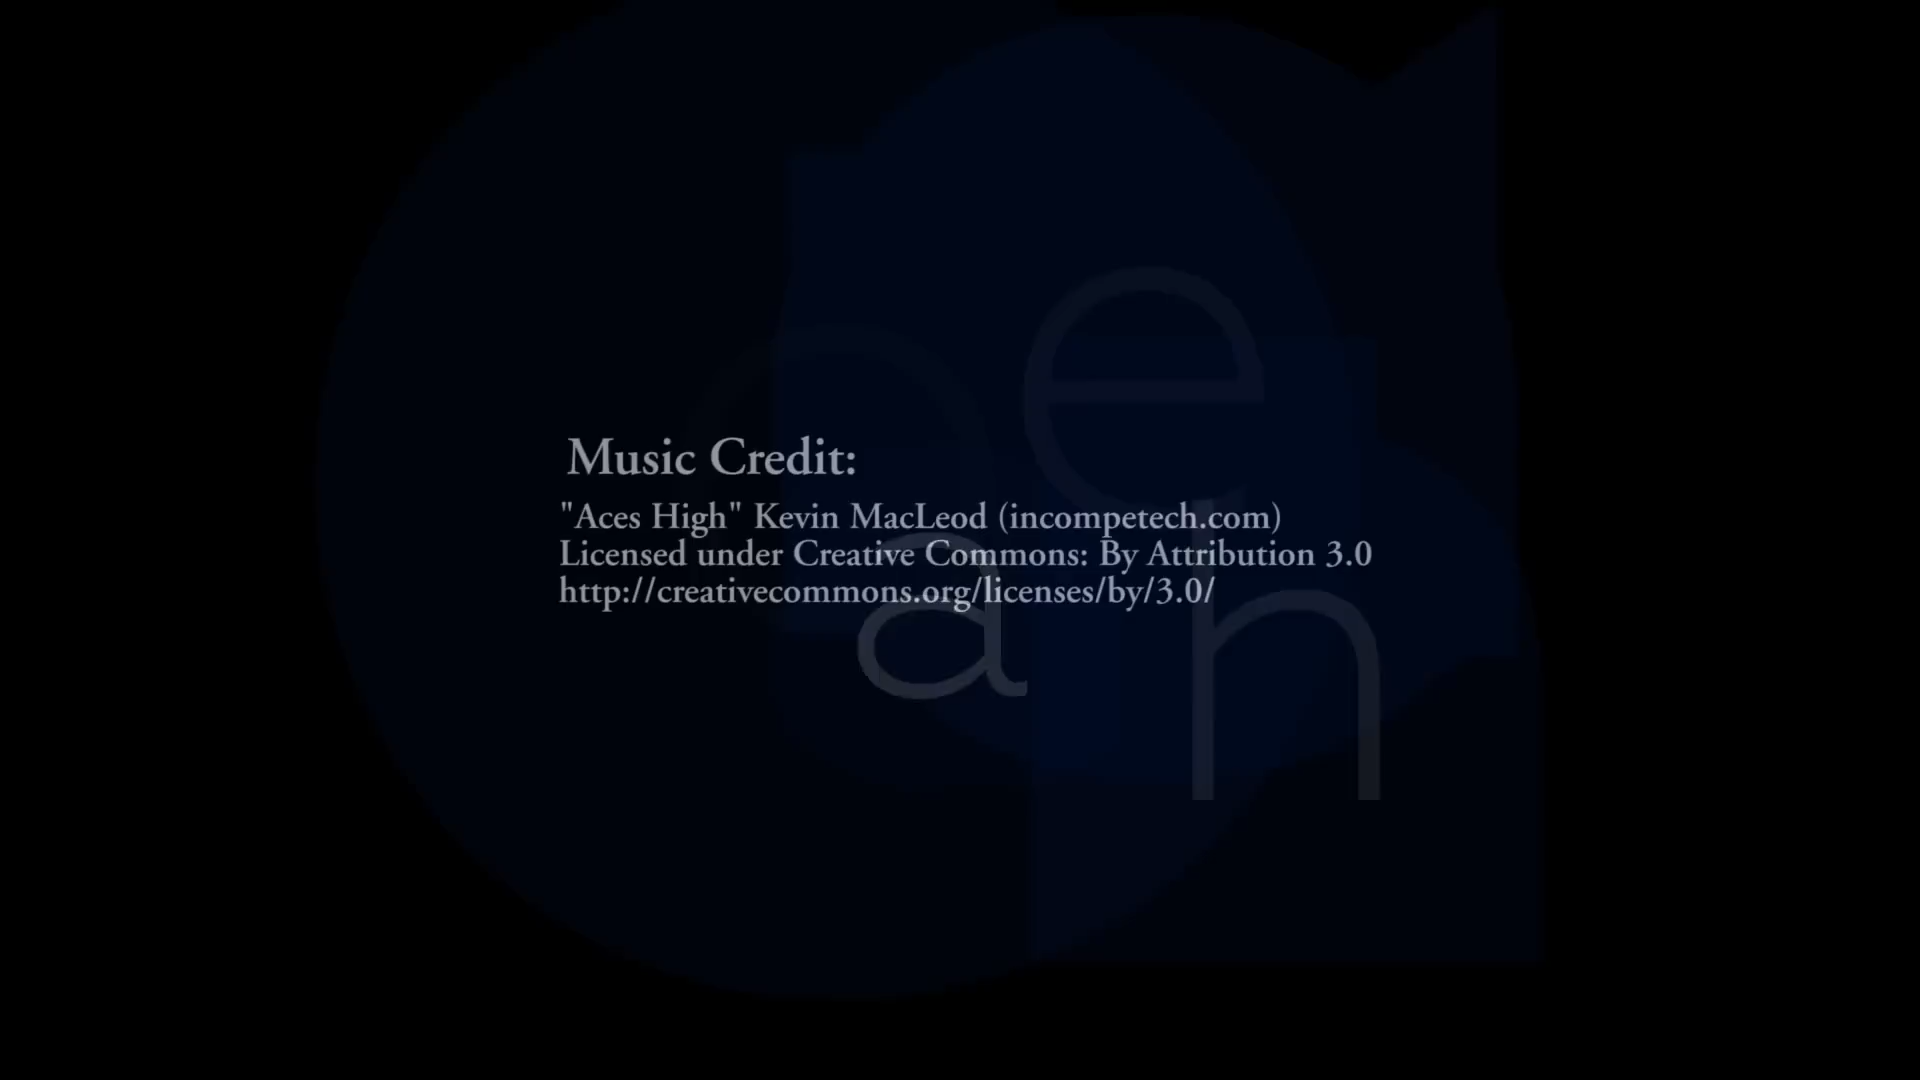 Music Credit:
"Aces High" Kevin MacLeod (incompetech.com)
Licensed under Creative Commons: By Attribution 3.0
http://creativecommons.org/licenses/by/3.0/
e
a
h